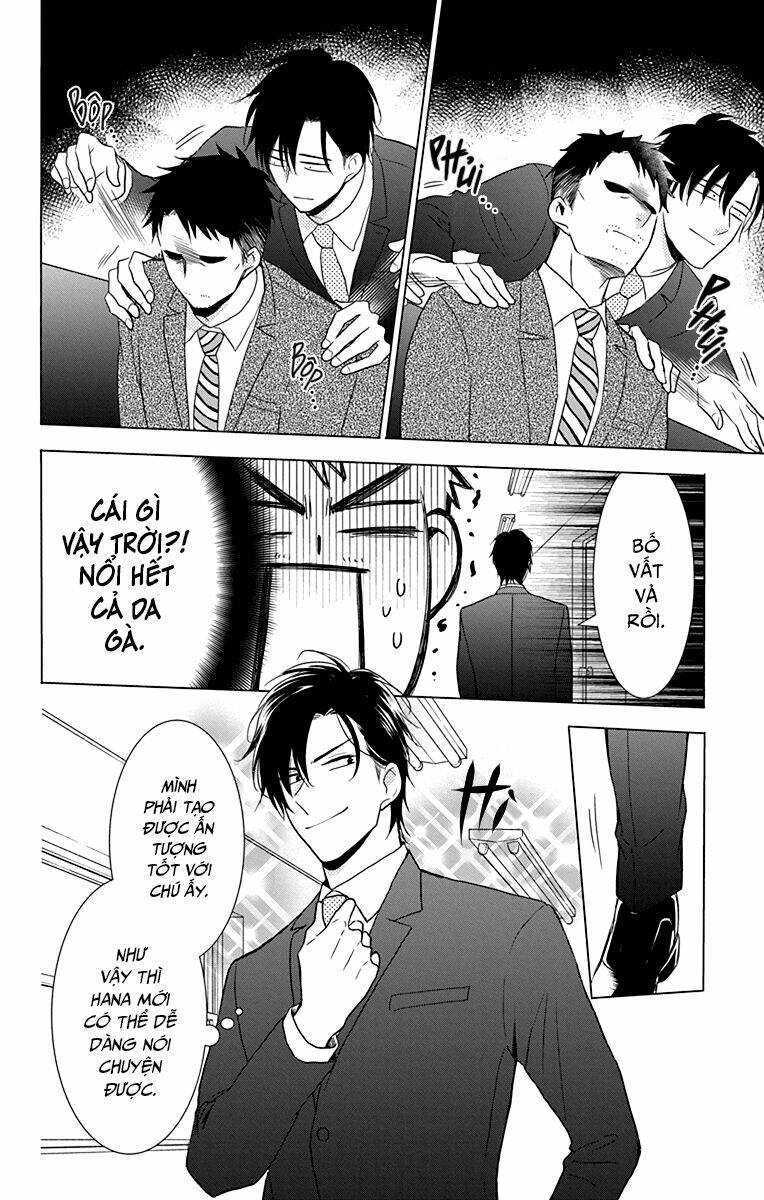 PHỦI...
PHỦI...
BỘP...
BỘP...
BỐ
VẤT
VẢ
RỒI.
CÁI GÌ
VẬY TRỜI?!
NỔI HẾT
CẢ DA
GÀ.
HỪ
MÌNH
PHẢI TẠO
ĐƯỢC ẤN
TƯỢNG
TỐT VỚI
CHÚ ẤY.
NHƯ
VẬY THÌ
HANA MỚI
CÓ THỂ DỄ
DÀNG NÓI
CHUYỆN
ĐƯỢC.